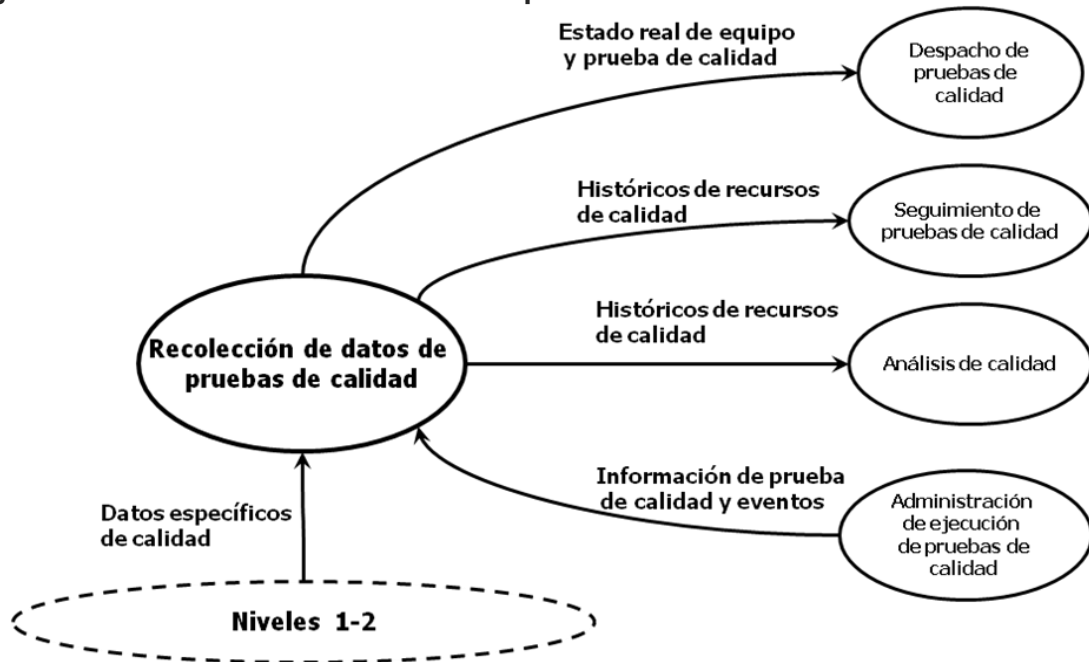 Estado real de equipo
y prueba de calidad
Despacho de
pruebas de
calidad
Históricos de recursos
de calidad
Seguimiento de
pruebas de calidad
Históricos de recursos
de calidad
Recolección de datos de
pruebas de calidad
Análisis de calidad
Información de prueba
de calidad y eventos
Administración
de ejecución
de pruebas de
calidad
Datos específicos
de calidad
Niveles 1-2